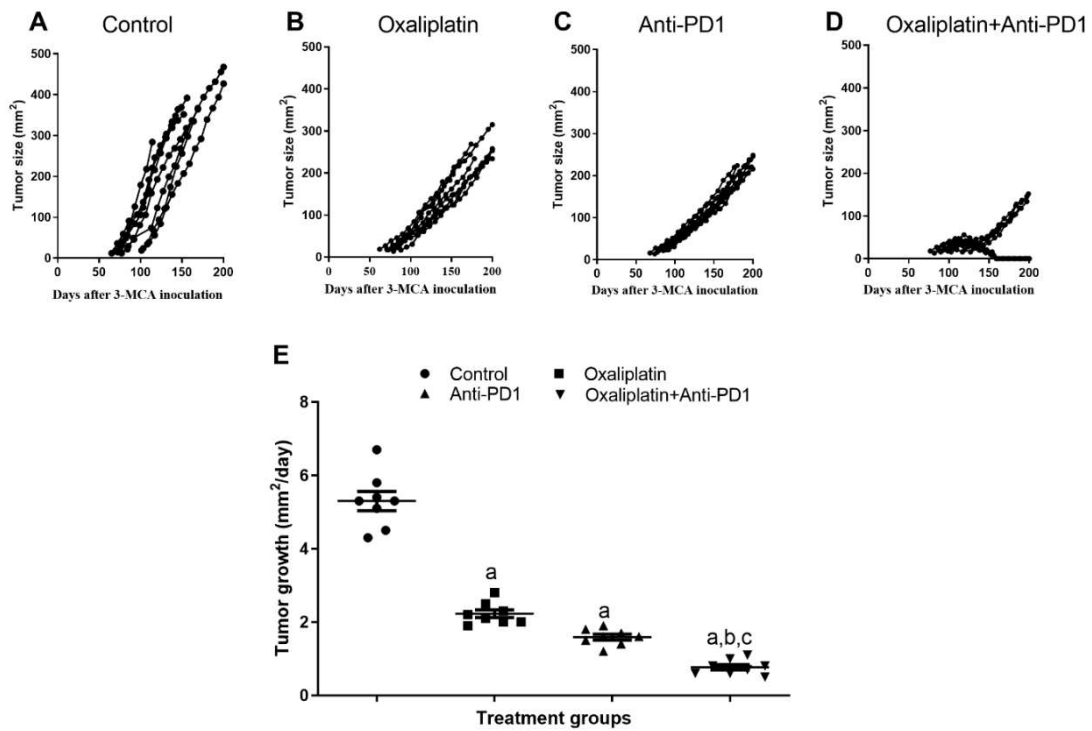 A Control
B Oxaliplatin
C Anti-PD1
D Oxaliplatin+Anti-PD1
Tumor size (mm²)
500
400
300
200
100
0
0 50 100 150 200
Days after 3-MCA inoculation
Tumor size (mm²)
500
400
300
200
100
0
0 50 100 150 200
Days after 3-MCA inoculation
Tumor size (mm²)
500
400
300
200
100
0
0 50 100 150 200
Days after 3-MCA inoculation
Tumor size (mm²)
500
400
300
200
100
0
0 50 100 150 200
Days after 3-MCA inoculation
E
Control Oxaliplatin
Anti-PD1 Oxaliplatin+Anti-PD1
Tumor growth (mm²/day)
8
6
4
2
0
a
a
a,b,c
Treatment groups